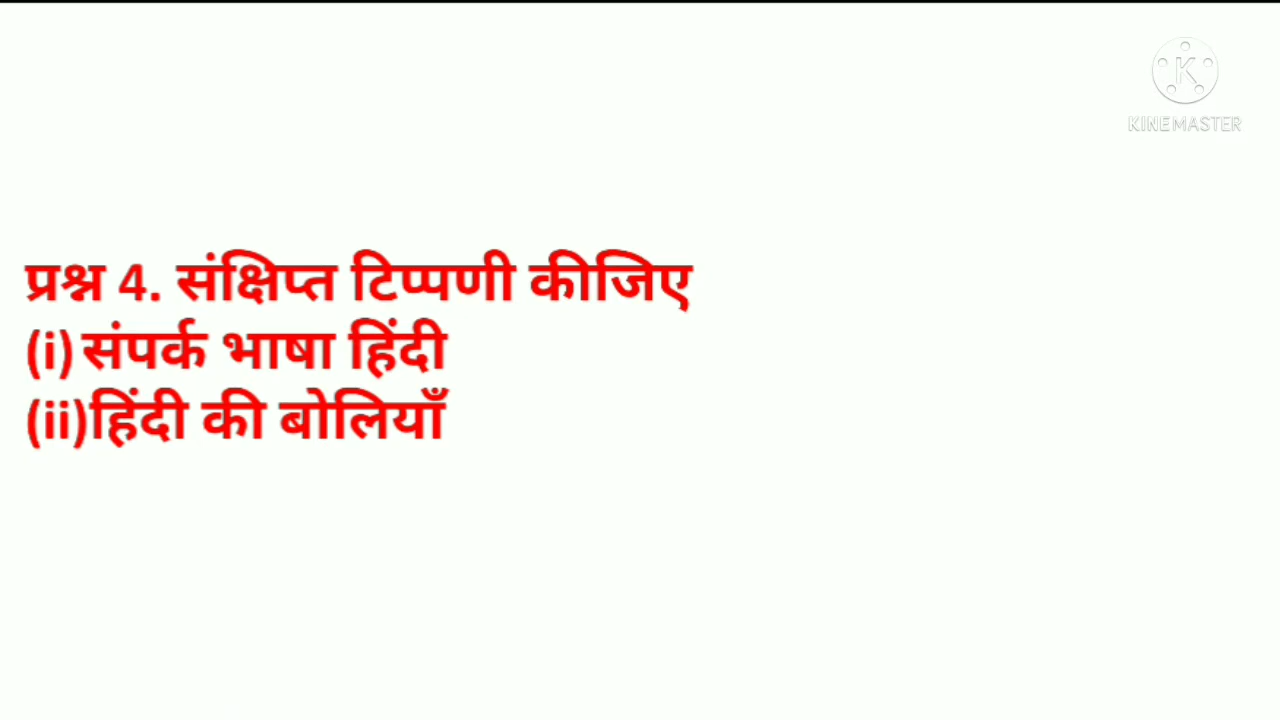 KINEMASTER
प्रश्न 4. संक्षिप्त टिप्पणी कीजिए
(i) संपर्क भाषा हिंदी
(ii)हिंदी की बोलियाँ